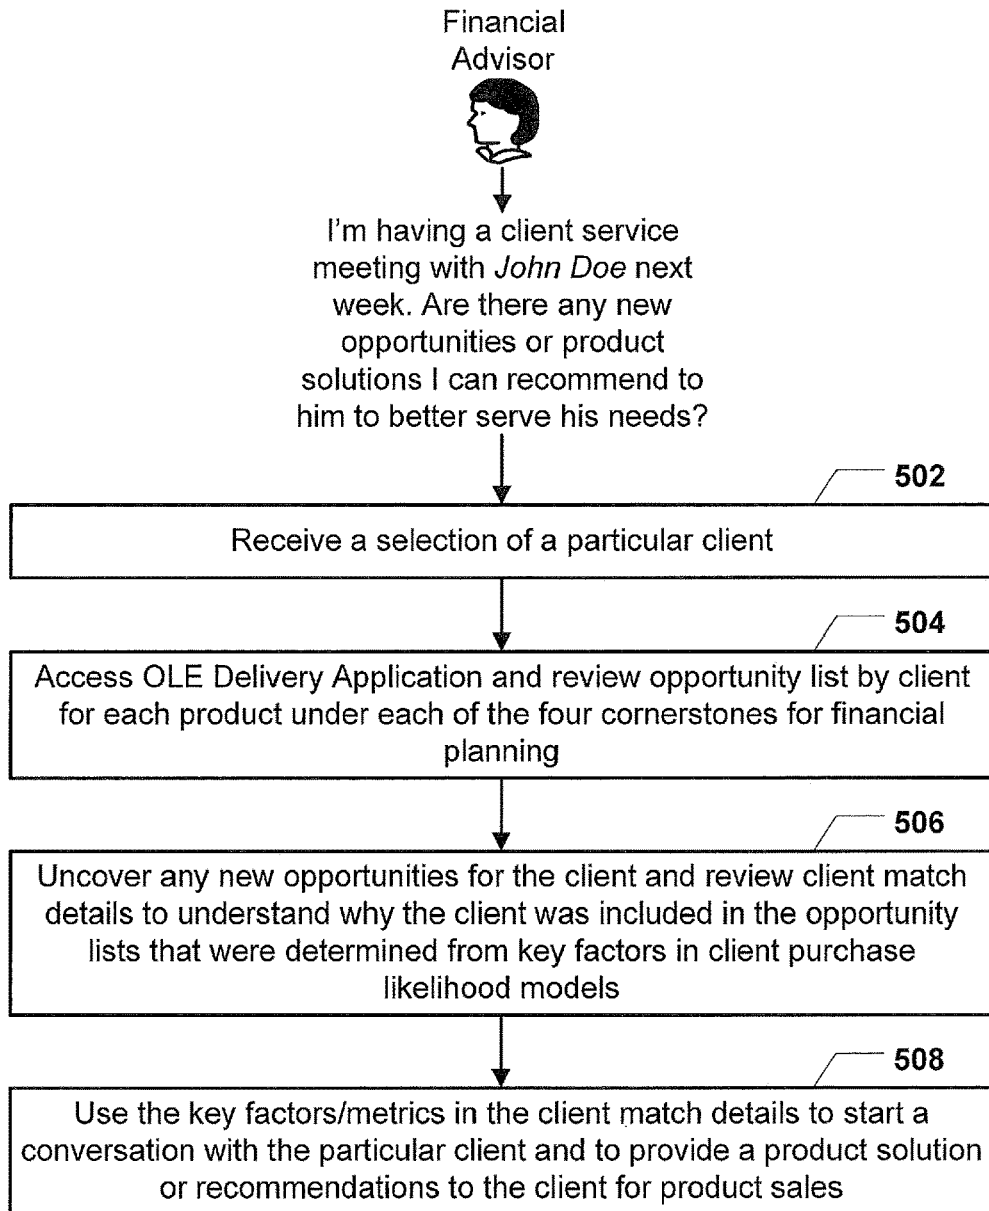 Financial
Advisor
I'm having a client service
meeting with John Doe next
week. Are there any new
opportunities or product
solutions I can recommend to
him to better serve his needs?
502
Receive a selection of a particular client
504
Access OLE Delivery Application and review opportunity list by client
for each product under each of the four cornerstones for financial
planning
506
Uncover any new opportunities for the client and review client match
details to understand why the client was included in the opportunity
lists that were determined from key factors in client purchase
likelihood models
508
Use the key factors/metrics in the client match details to start a
conversation with the particular client and to provide a product solution
or recommendations to the client for product sales